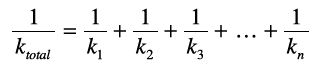 1/k_total = 1/k_1 + 1/k_2 + 1/k_3 + ... + 1/k_n